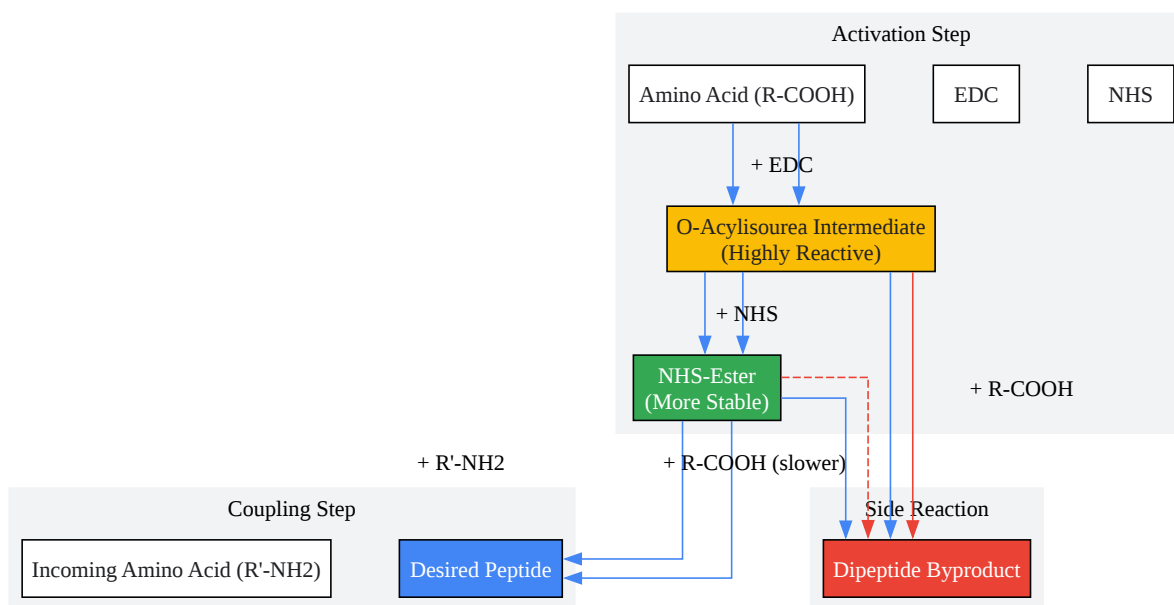 Activation Step
Amino Acid (R-COOH)
EDC
NHS
+ EDC
O-Acylisourea Intermediate
(Highly Reactive)
+ NHS
NHS-Ester
(More Stable)
+ R-COOH
+ R'-NH2
+ R-COOH (slower)
Coupling Step
Side Reaction
Incoming Amino Acid (R'-NH2)
Desired Peptide
Dipeptide Byproduct